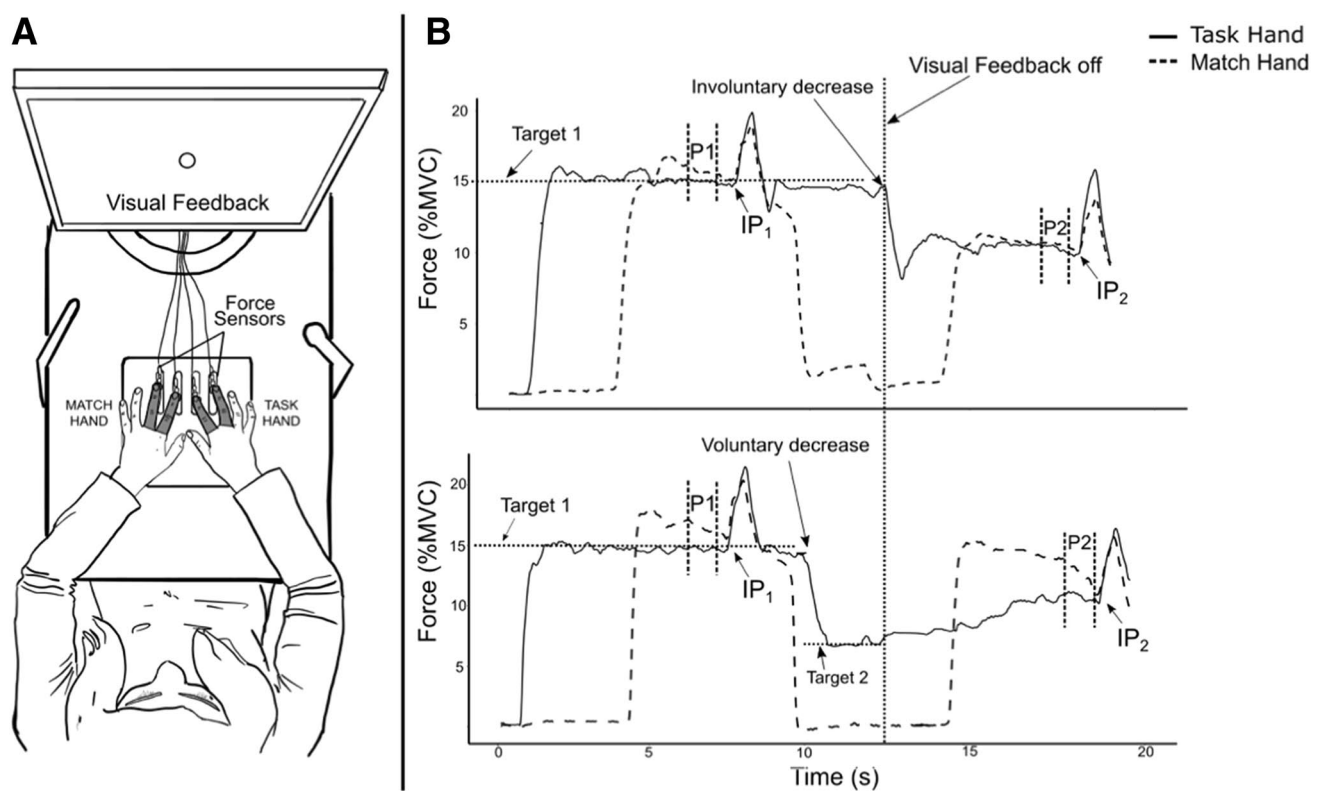 A
Visual Feedback
Force
Sensors
MATCH
HAND
TASK
HAND
B
Task Hand
Match Hand
Visual Feedback off
Involuntary decrease
Target 1
P1
IP1
P2
IP2
Force (%MVC)
20
15
10
5
Voluntary decrease
Target 1
P1
IP1
Target 2
P2
IP2
Force (%MVC)
20
15
10
5
0
5
10
15
20
Time (s)